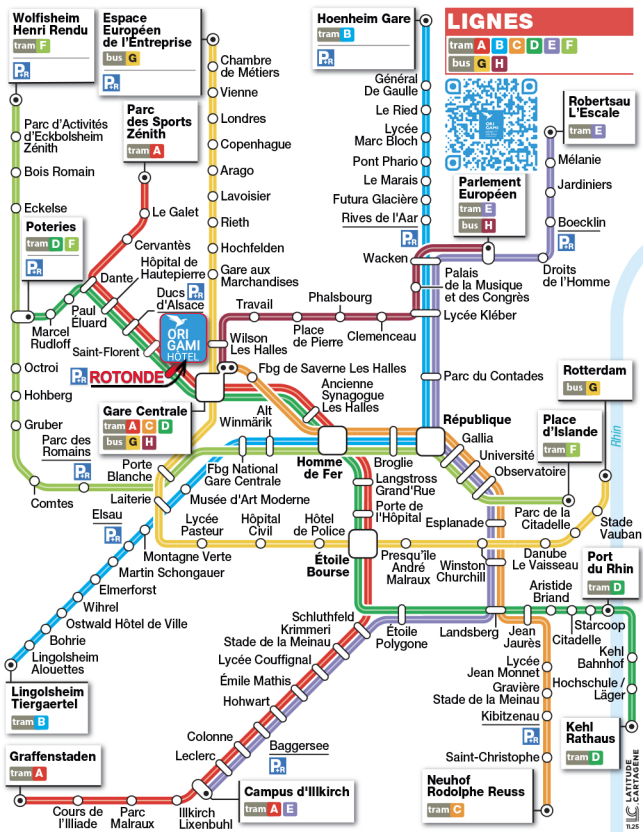 Wolfisheim
Henri Rendu
tram F
P+R
Espace
Européen
de l'Entreprise
bus G
P+R
Hoenheim Gare
tram B
P+R
LIGNES
tram A B C D E F
bus G H
ORI
GAMI
HÔTEL
Robertsau
L'Escale
tram E
Parc
des Sports
Zénith
tram A
Parlement
Européen
tram E
bus H
Chambre
de Métiers
Vienne
Londres
Copenhague
Arago
Lavoisier
Rieth
Hochfelden
Gare aux
Marchandises
Wilson
Les Halles
Général
De Gaulle
Le Ried
Lycée
Marc Bloch
Pont Phario
Le Marais
Futura Glacière
Rives de l'Aar
P+R
Wacken
Mélanie
Jardiniers
Boecklin
P+R
Droits
de l'Homme
Palais
de la Musique
et des Congrès
Lycée Kléber
Parc du Contades
Parc d'Activités
d'Eckbolsheim
Zénith
Bois Romain
Eckelse
Poteries
tram D F
P+R
Le Galet
Cervantès
Dante
Hôpital de
Hautepierre
Ducs P+R
d'Alsace
Paul
Éluard
Marcel
Rudloff
Saint-Florent
ORI
GAMI
HÔTEL
P+R ROTONDE
Travail
Place
de Pierre
Phalsbourg
Clemenceau
Fbg de Saverne Les Halles
Ancienne
Synagogue
Les Halles
Gare Centrale
tram A C D
bus G H
Octroi
Hohberg
Gruber
Parc des
Romains
P+R
Comtes
Porte
Blanche
Laiterie
Alt
Winmärik
Fbg National
Gare Centrale
Musée d'Art Moderne
Homme
de Fer
Broglie
République
Gallia
Université
Observatoire
Place
d'Islande
tram F
Rotterdam
bus G
Rhin
Langstross
Grand'Rue
Porte de
l'Hôpital
Parc de la
Citadelle
Esplanade
Stade
Vauban
Elsau
P+R
Montagne Verte
Martin Schongauer
Elmerforst
Wihrel
Ostwald Hôtel de Ville
Bohrie
Lingolsheim
Alouettes
Lingolsheim
Tiergaertel
tram B
Lycée
Pasteur
Hôpital
Civil
Hôtel
de Police
Étoile
Bourse
Presqu'île
André
Malraux
Winston
Churchill
Danube
Le Vaisseau
Port
du Rhin
tram D
Aristide
Briand
Starcoop
Citadelle
Kehl
Bahnhof
Hochschule /
Läger
Kehl
Rathaus
tram D
Schluthfeld
Krimmeri
Stade de la Meinau
Lycée Couffignal
Émile Mathis
Hohwart
Colonne
Leclerc
Étoile
Polygone
Landsberg
Jean
Jaurès
Lycée
Jean Monnet
Gravière
Stade de la Meinau
Kibitzenau
P+R
Saint-Christophe
Neuhof
Rodolphe Reuss
tram C
Baggersee
P+R
Campus d'Illkirch
tram A E
Graffenstaden
tram A
Cours de
l'Illiade
Parc
Malraux
Illkirch
Lixenbuhl
LATITUDE
CARTAGÈNE